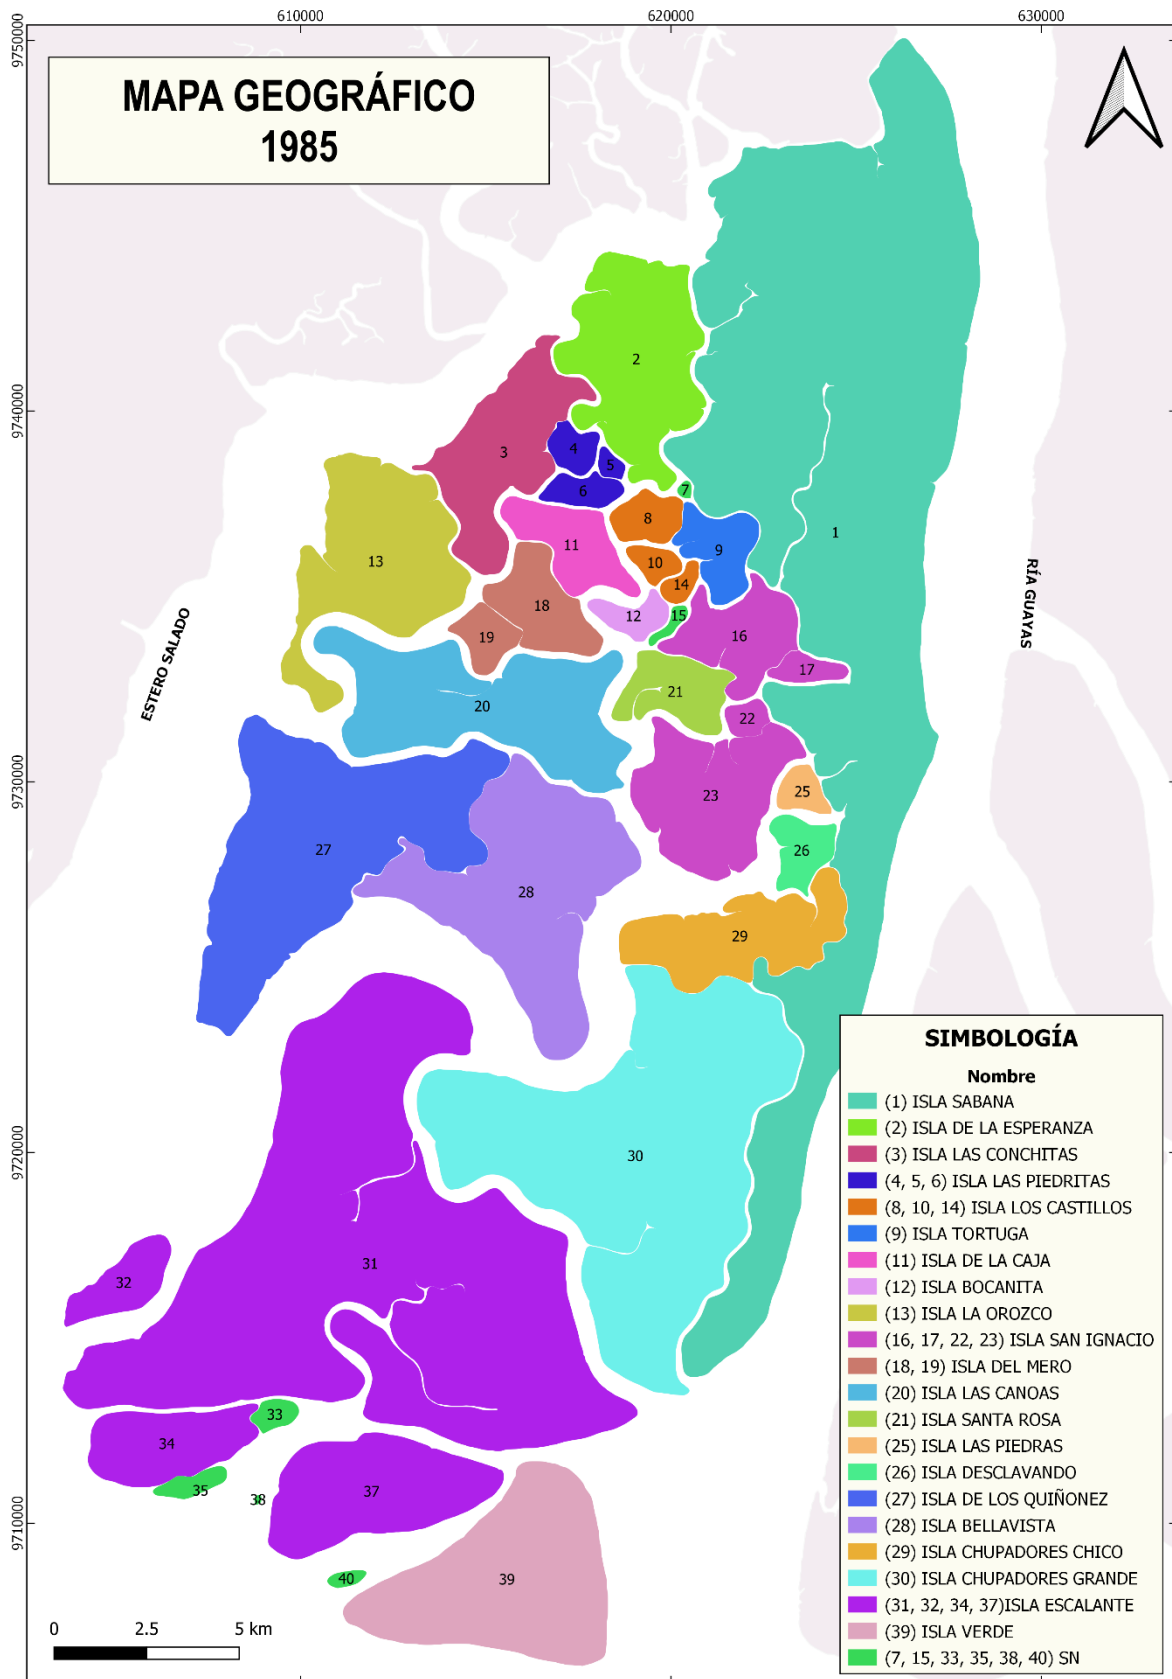 610000
620000
630000
9750000
MAPA GEOGRÁFICO
1985
2
9740000
3
4
5
6
7
8
1
9
11
10
13
14
18
12
15
16
19
17
21
20
22
9730000
23
25
27
26
28
29
ESTERO SALADO
RÍA GUAYAS
30
9720000
31
32
33
34
35
37
38
9710000
39
40
0
2.5
5 km
SIMBOLOGÍA
Nombre
(1) ISLA SABANA
(2) ISLA DE LA ESPERANZA
(3) ISLA LAS CONCHITAS
(4, 5, 6) ISLA LAS PIEDRITAS
(8, 10, 14) ISLA LOS CASTILLOS
(9) ISLA TORTUGA
(11) ISLA DE LA CAJA
(12) ISLA BOCANITA
(13) ISLA LA OROZCO
(16, 17, 22, 23) ISLA SAN IGNACIO
(18, 19) ISLA DEL MERO
(20) ISLA LAS CANOAS
(21) ISLA SANTA ROSA
(25) ISLA LAS PIEDRAS
(26) ISLA DESCLAVANDO
(27) ISLA DE LOS QUIÑONEZ
(28) ISLA BELLAVISTA
(29) ISLA CHUPADORES CHICO
(30) ISLA CHUPADORES GRANDE
(31, 32, 34, 37)ISLA ESCALANTE
(39) ISLA VERDE
(7, 15, 33, 35, 38, 40) SN